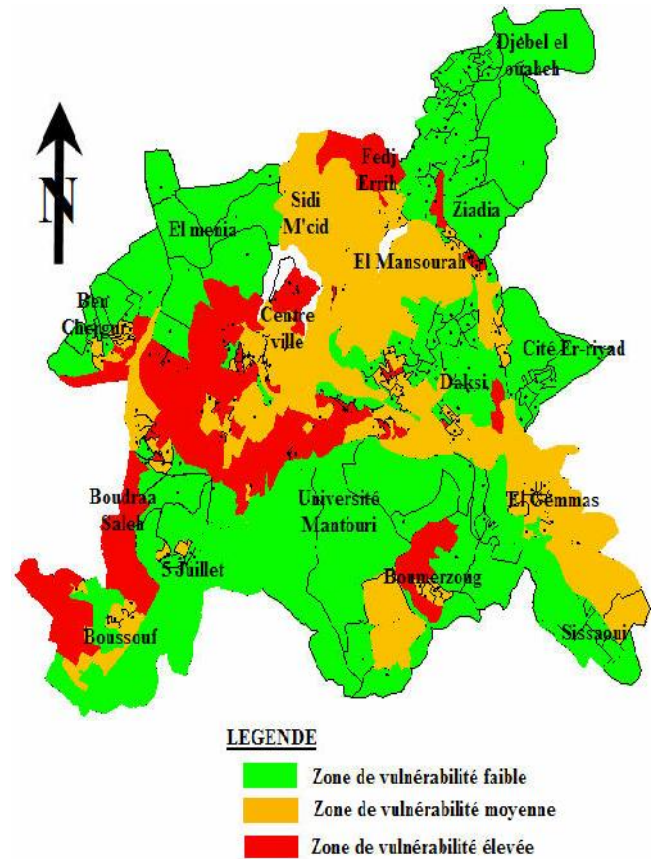 Djebel el
ouahch
N
Fedj
Errih
Sidi
M'cid
Ziadia
El menia
El Mansourah
Ben
Chergui
Centre
ville
Cité Er-riyad
Daksi
Boudraa
Saleh
Université
Mantouri
El Gemmas
5 Juillet
Boumerzoug
Boussouf
Sissaoui
LEGENDE
Zone de vulnérabilité faible
Zone de vulnérabilité moyenne
Zone de vulnérabilité élevée